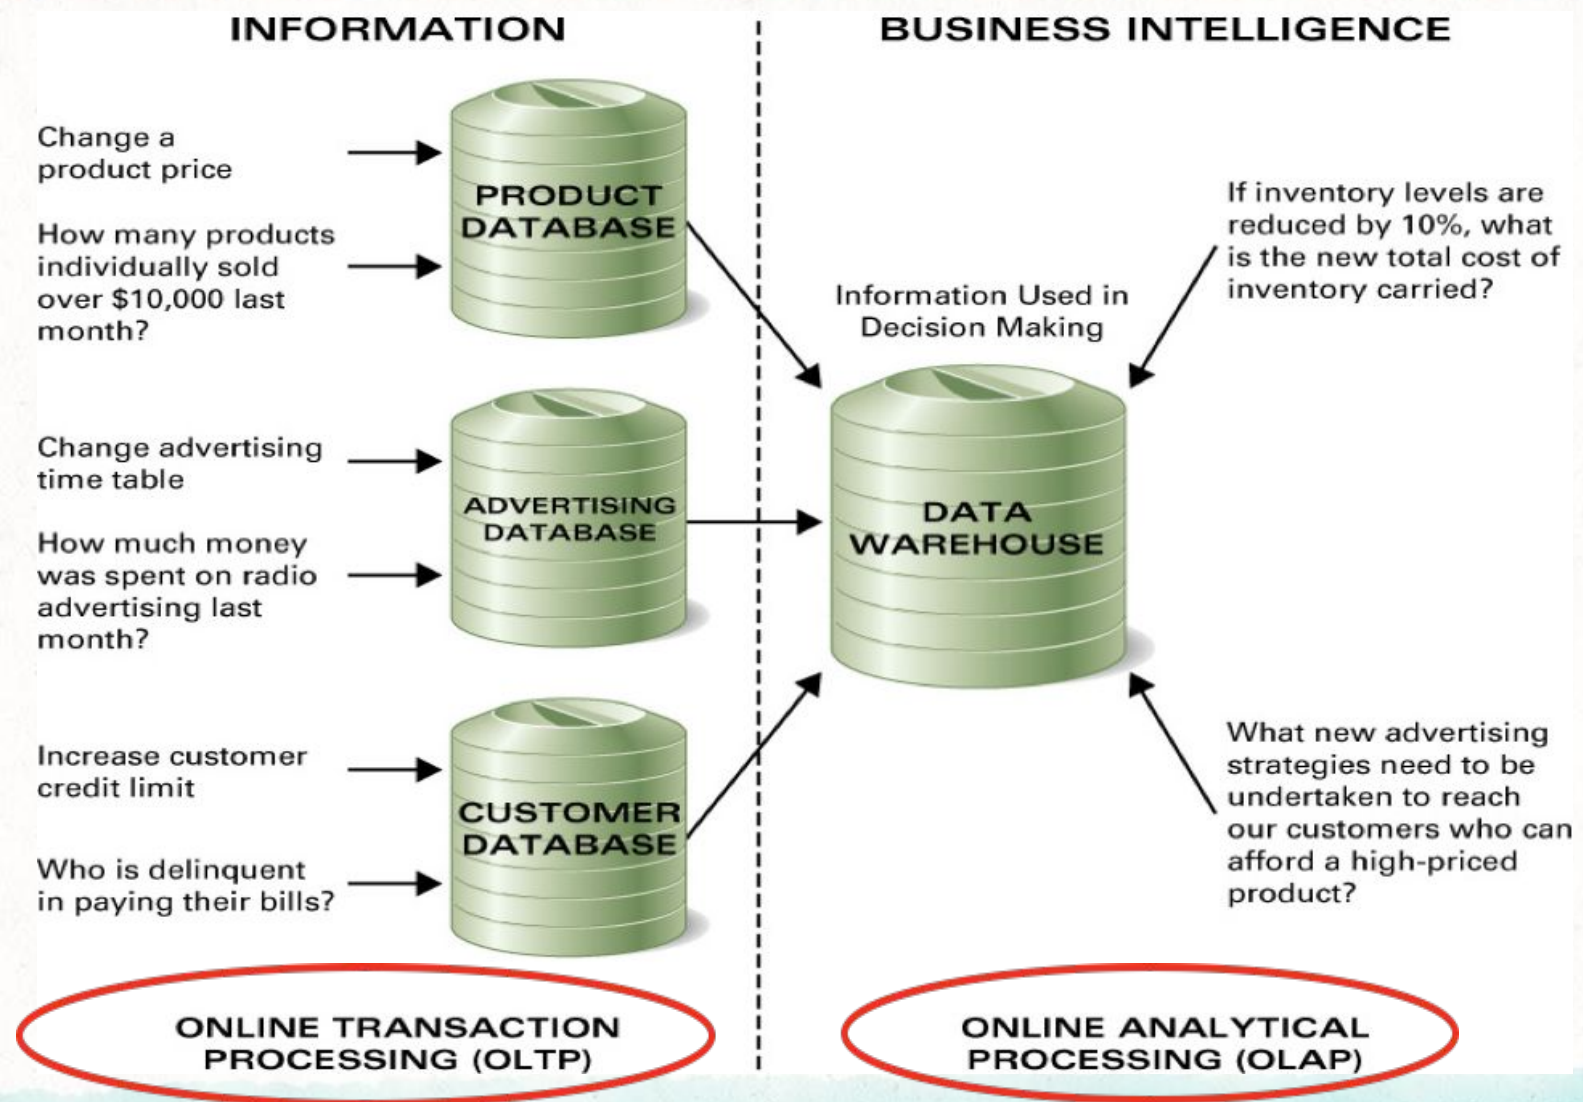 INFORMATION
BUSINESS INTELLIGENCE
Change a
product price
How many products
individually sold
over $10,000 last
month?
PRODUCT
DATABASE
Change advertising
time table
How much money
was spent on radio
advertising last
month?
ADVERTISING
DATABASE
Increase customer
credit limit
Who is delinquent
in paying their bills?
CUSTOMER
DATABASE
Information Used in
Decision Making
DATA
WAREHOUSE
If inventory levels are
reduced by 10%, what
is the new total cost of
inventory carried?
What new advertising
strategies need to be
undertaken to reach
our customers who can
afford a high-priced
product?
ONLINE TRANSACTION
PROCESSING (OLTP)
ONLINE ANALYTICAL
PROCESSING (OLAP)